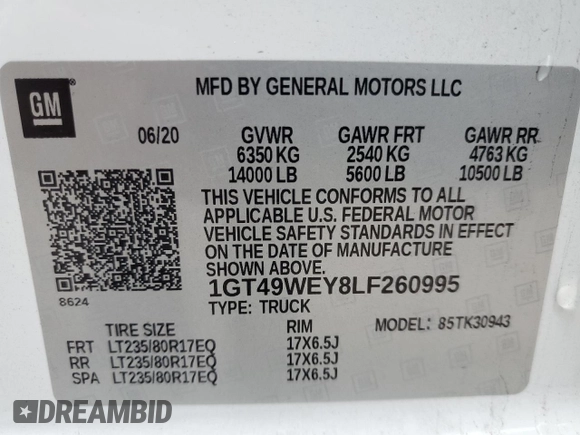 GM
MFD BY GENERAL MOTORS LLC
06/20 GVWR GAWR FRT GAWR RR
6350 KG 2540 KG 4763 KG
14000 LB 5600 LB 10500 LB
THIS VEHICLE CONFORMS TO ALL
APPLICABLE U.S. FEDERAL MOTOR
VEHICLE SAFETY STANDARDS IN EFFECT
ON THE DATE OF MANUFACTURE
SHOWN ABOVE.
8624
1GT49WEY8LF260995
TYPE: TRUCK
TIRE SIZE RIM MODEL: 85TK30943
FRT LT235/80R17EQ 17X6.5J
RR LT235/80R17EQ 17X6.5J
SPA LT235/80R17EQ 17X6.5J
DREAMBID